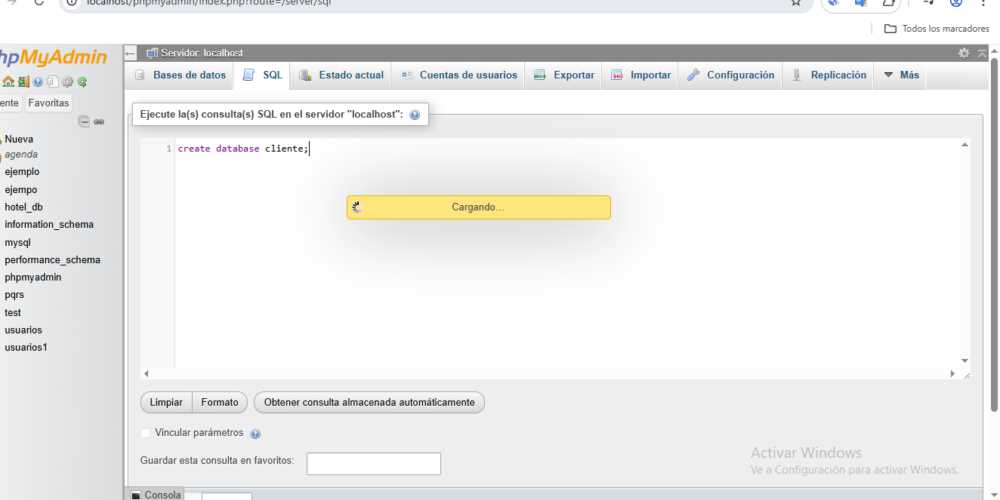 localhost/phpmyadmin/index.php?route=/server/sql
Todos los marcadores
hpMyAdmin
ente Favoritas
Nueva
agenda
ejemplo
ejempo
hotel_db
information_schema
mysql
performance_schema
phpmyadmin
pqrs
test
usuarios
usuarios1
Servidor: localhost
Bases de datos SQL Estado actual Cuentas de usuarios Exportar Importar Configuración Replicación Más
Ejecute la(s) consulta(s) SQL en el servidor "localhost":
1 create database cliente;
Cargando...
Limpiar Formato Obtener consulta almacenada automáticamente
Vincular parámetros
Guardar esta consulta en favoritos:
Activar Windows
Ve a Configuración para activar Windows.
Consola